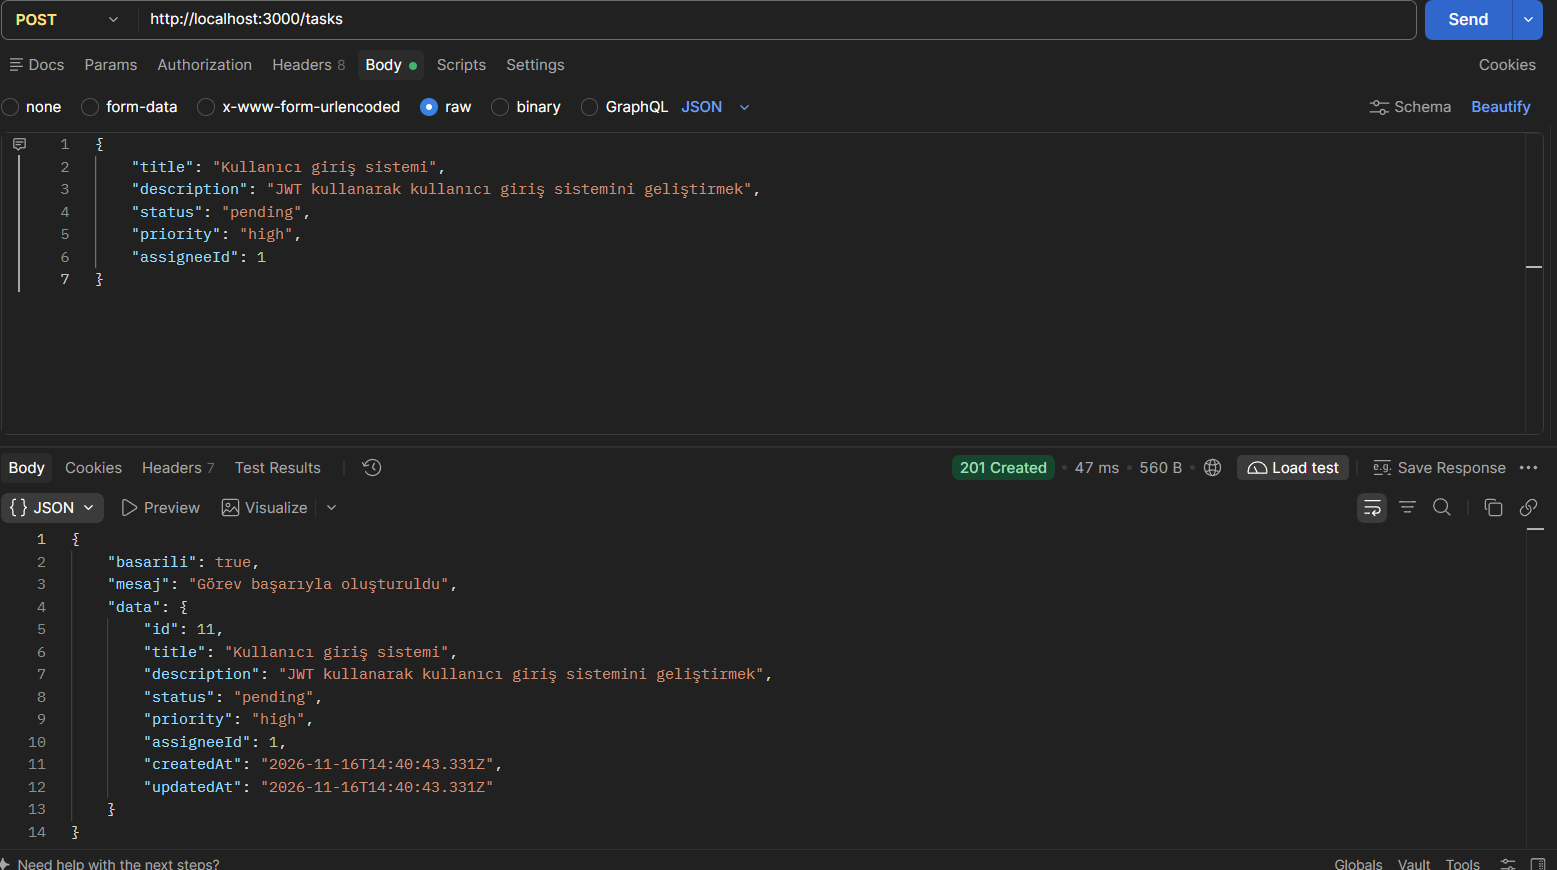 POST http://localhost:3000/tasks Send
Docs Params Authorization Headers 8 Body Scripts Settings Cookies
none form-data x-www-form-urlencoded raw binary GraphQL JSON Schema Beautify
1 {
2 "title": "Kullanıcı giriş sistemi",
3 "description": "JWT kullanarak kullanıcı giriş sistemini geliştirmek",
4 "status": "pending",
5 "priority": "high",
6 "assigneeId": 1
7 }
Body Cookies Headers 7 Test Results 201 Created • 47 ms • 560 B • Load test e.g. Save Response
{} JSON Preview Visualize
1 {
2 "basarili": true,
3 "mesaj": "Görev başarıyla oluşturuldu",
4 "data": {
5 "id": 11,
6 "title": "Kullanıcı giriş sistemi",
7 "description": "JWT kullanarak kullanıcı giriş sistemini geliştirmek",
8 "status": "pending",
9 "priority": "high",
10 "assigneeId": 1,
11 "createdAt": "2026-11-16T14:40:43.331Z",
12 "updatedAt": "2026-11-16T14:40:43.331Z"
13 }
14 }
Need help with the next steps? Globals Vault Tools